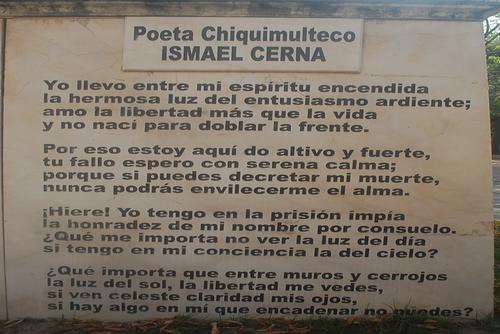 Poeta Chiquimulteco
ISMAEL CERNA
Yo llevo entre mi espíritu encendida
la hermosa luz del entusiasmo ardiente;
amo la libertad más que la vida
y no nací para doblar la frente.
Por eso estoy aquí do altivo y fuerte,
tu fallo espero con serena calma;
porque si puedes decretar mi muerte,
nunca podrás envilecerme el alma.
¡Hiere! Yo tengo en la prisión impía
la honradez de mi nombre por consuelo.
¿Qué me importa no ver la luz del día
si tengo en mi conciencia la del cielo?
¿Qué importa que entre muros y cerrojos
la luz del sol, la libertad me vedes,
si ven celeste claridad mis ojos,
si hay algo en mí que encadenar no puedes?